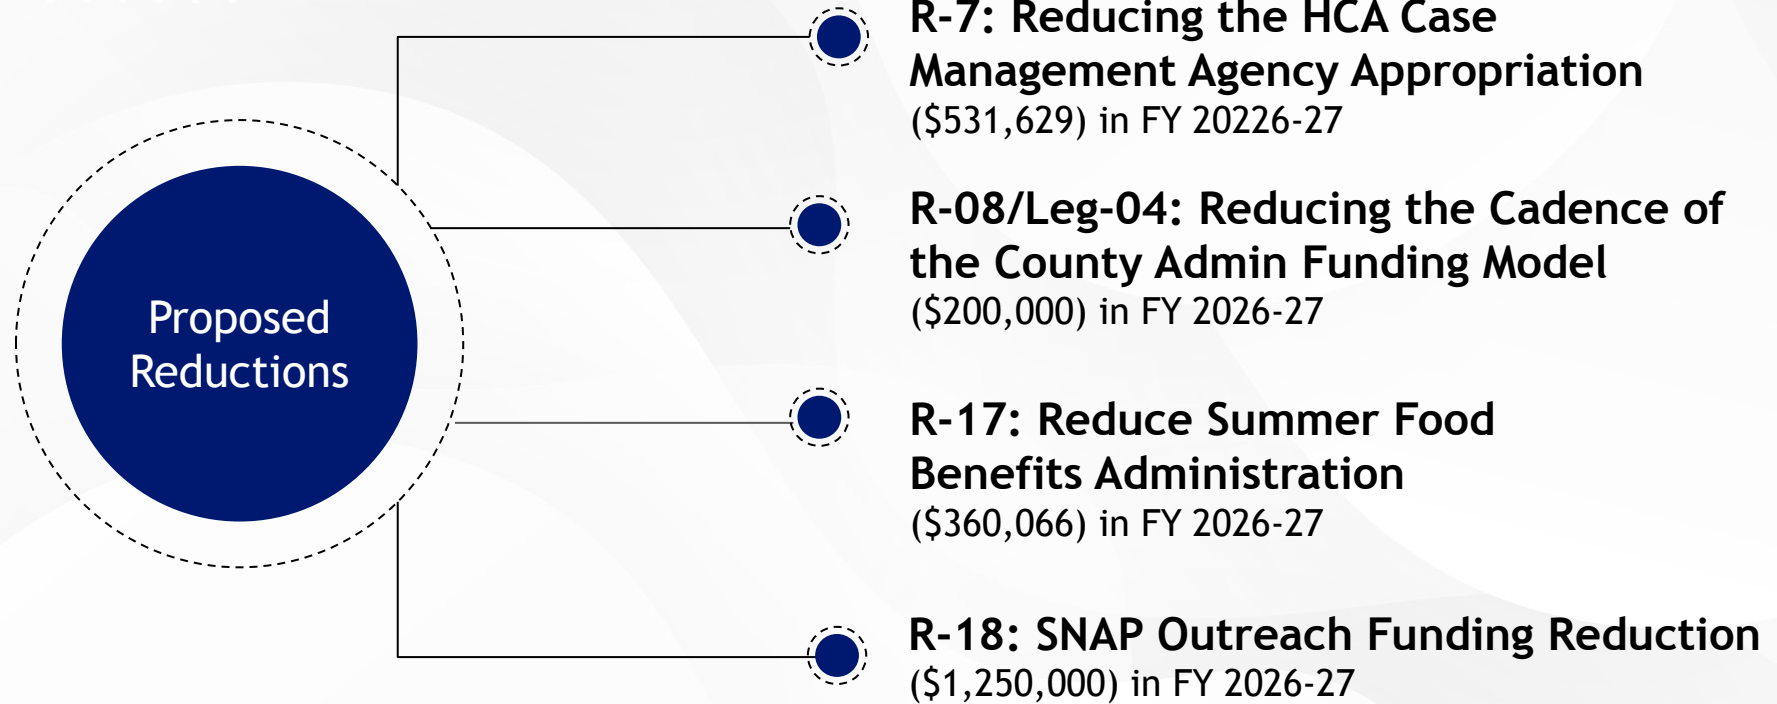 Proposed
Reductions
R-7: Reducing the HCA Case
Management Agency Appropriation
($531,629) in FY 20226-27
R-08/Leg-04: Reducing the Cadence of
the County Admin Funding Model
($200,000) in FY 2026-27
R-17: Reduce Summer Food
Benefits Administration
($360,066) in FY 2026-27
R-18: SNAP Outreach Funding Reduction
($1,250,000) in FY 2026-27